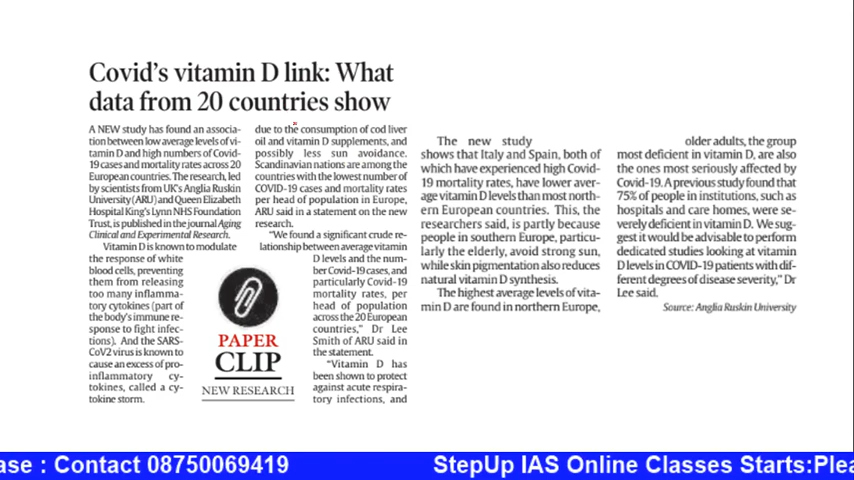 Covid's vitamin D link: What
data from 20 countries show
A NEW study has found an associa-
tion between low average levels of vi-
tamin D and high numbers of Covid-
19 cases and mortality rates across 20
European countries. The research, led
by scientists from UK's Anglia Ruskin
University (ARU) and Queen Elizabeth
Hospital King's Lynn NHS Foundation
Trust, is published in the journal Aging
Clinical and Experimental Research.
Vitamin D is known to modulate
the response of white
blood cells, preventing
them from releasing
too many inflamma-
tory cytokines (part of
the body's immune re-
sponse to fight infec-
tions). And the SARS-
CoV2 virus is known to
cause an excess of pro-
inflammatory cy-
tokines, called a cy-
tokine storm.
PAPER
CLIP
NEW RESEARCH
due to the consumption of cod liver
oil and vitamin D supplements, and
possibly less sun avoidance.
Scandinavian nations are among the
countries with the lowest number of
COVID-19 cases and mortality rates
per head of population in Europe,
ARU said in a statement on the new
research.
"We found a significant crude re-
lationship between average vitamin
D levels and the num-
ber Covid-19 cases, and
particularly Covid-19
mortality rates, per
head of population
across the 20 European
countries," Dr Lee
Smith of ARU said in
the statement.
"Vitamin D has
been shown to protect
against acute respira-
tory infections, and
The new study
shows that Italy and Spain, both of
which have experienced high Covid-
19 mortality rates, have lower aver-
age vitamin D levels than most north-
ern European countries. This, the
researchers said, is partly because
people in southern Europe, particu-
larly the elderly, avoid strong sun,
while skin pigmentation also reduces
natural vitamin D synthesis.
The highest average levels of vita-
min D are found in northern Europe,
older adults, the group
most deficient in vitamin D, are also
the ones most seriously affected by
Covid-19. A previous study found that
75% of people in institutions, such as
hospitals and care homes, were se-
verely deficient in vitamin D. We sug-
gest it would be advisable to perform
dedicated studies looking at vitamin
D levels in COVID-19 patients with dif-
ferent degrees of disease severity," Dr
Lee said.
Source: Anglia Ruskin University
ase : Contact 08750069419
StepUp IAS Online Classes Starts:Plea